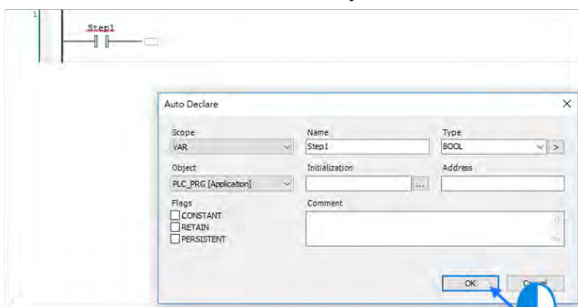 1
Step1
Auto Declare
Scope Name Type
VAR Step1 BOOL >
Object Initialization Address
PLC_PRG [Application] ...
Flags Comment
CONSTANT
RETAIN
PERSISTENT
OK